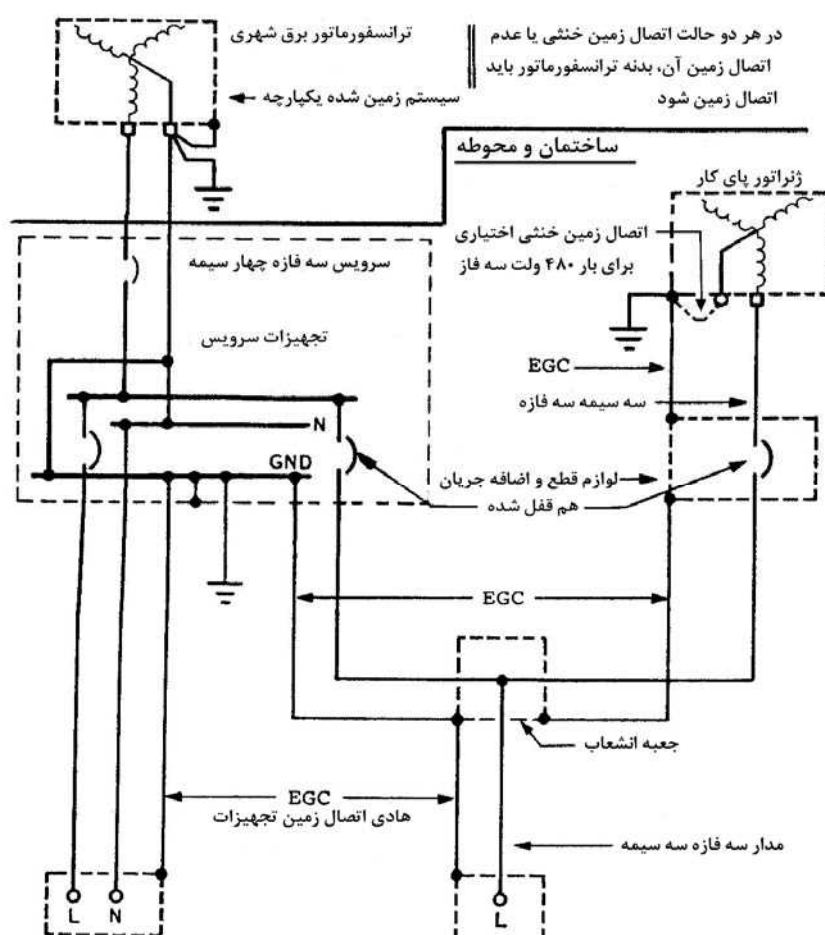 در هر دو حالت اتصال زمین خنثی یا عدم
اتصال زمین آن، بدنه ترانسفورماتور باید
اتصال زمین شود
ترانسفورماتور برق شهری
سیستم زمین شده یکپارچه
ساختمان و محوطه
ژنراتور پای کار
اتصال زمین خنثی اختیاری
برای بار ۴۸۰ ولت سه فاز
سرویس سه فازه چهار سیمه
تجهیزات سرویس
EGC
سه سیمه سه فازه
N
GND
لوازم قطع و اضافه جریان
هم قفل شده
EGC
جعبه انشعاب
EGC
هادی اتصال زمین تجهیزات
مدار سه فازه سه سیمه
L N
L